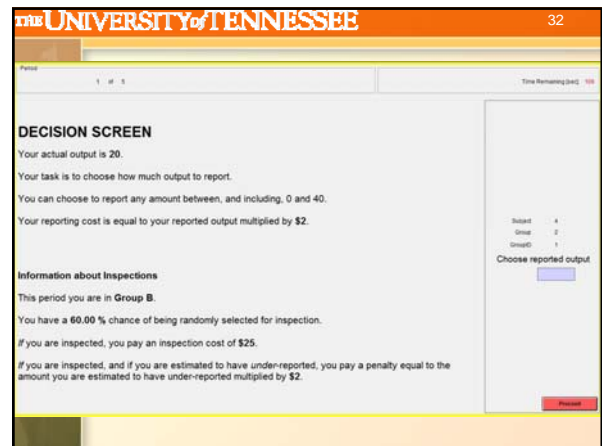 THE UNIVERSITY of TENNESSEE
32
Period
1 of 5
Time Remaining [sec]: 109
DECISION SCREEN
Your actual output is 20.
Your task is to choose how much output to report.
You can choose to report any amount between, and including, 0 and 40.
Your reporting cost is equal to your reported output multiplied by $2.
Subject 4
Group 2
GroupID 1
Choose reported output
Information about Inspections
This period you are in Group B.
You have a 60.00 % chance of being randomly selected for inspection.
If you are inspected, you pay an inspection cost of $25.
If you are inspected, and if you are estimated to have under-reported, you pay a penalty equal to the
amount you are estimated to have under-reported multiplied by $2.
Proceed